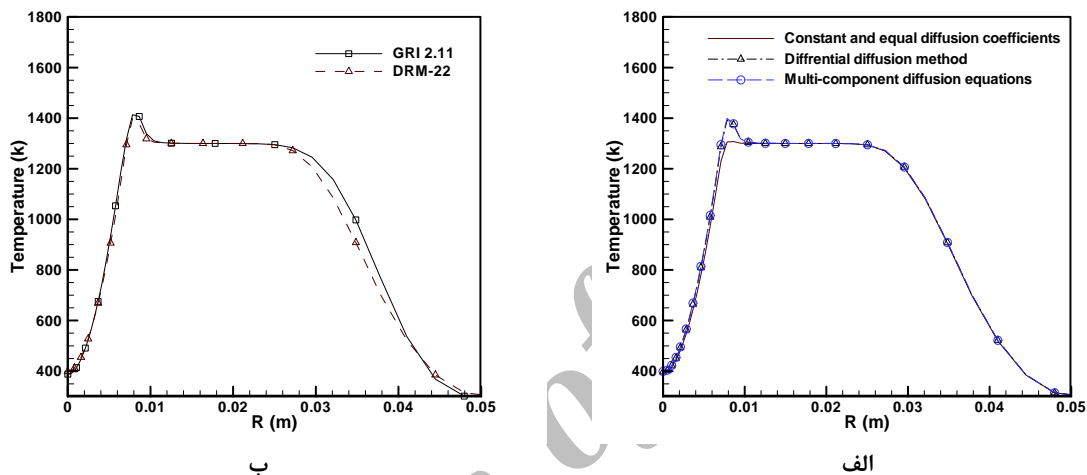 1800
1600
1400
1200
1000
800
600
400
Temperature (k)
0 0.01 0.02 0.03 0.04 0.05
R (m)
GRI 2.11
DRM-22
ب
1800
1600
1400
1200
1000
800
600
400
Temperature (k)
0 0.01 0.02 0.03 0.04 0.05
R (m)
Constant and equal diffusion coefficients
Diffrential diffusion method
Multi-component diffusion equations
الف